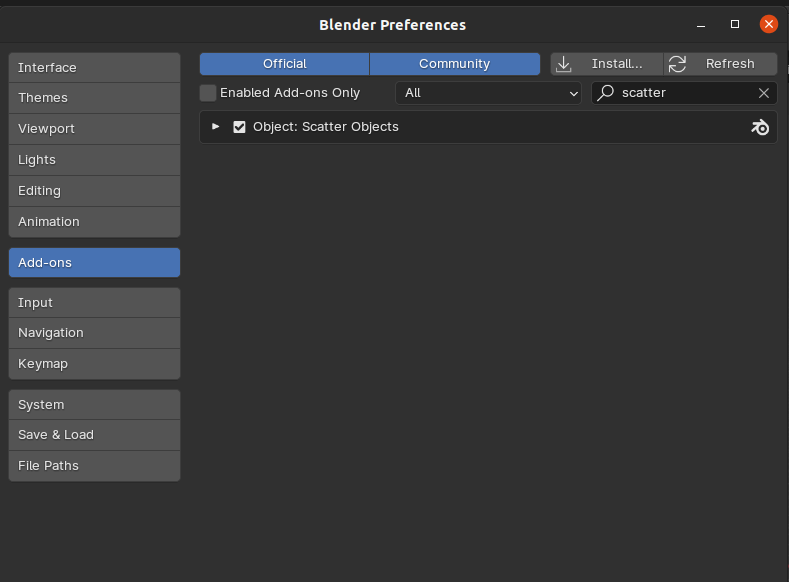 Blender Preferences
Interface
Themes
Viewport
Lights
Editing
Animation
Add-ons
Input
Navigation
Keymap
System
Save & Load
File Paths
Official Community Install... Refresh
Enabled Add-ons Only All scatter
Object: Scatter Objects